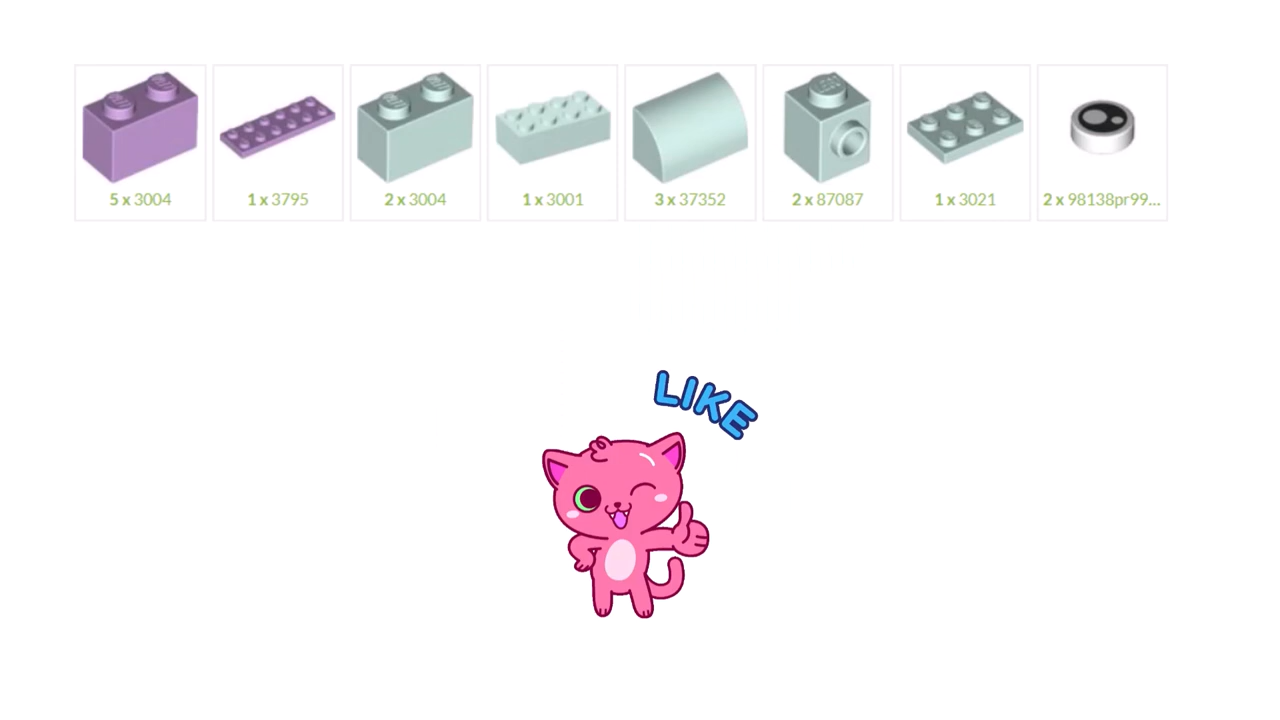 5 x 3004
1 x 3795
2 x 3004
1 x 3001
3 x 37352
2 x 87087
1 x 3021
2 x 98138pr99...
LIKE